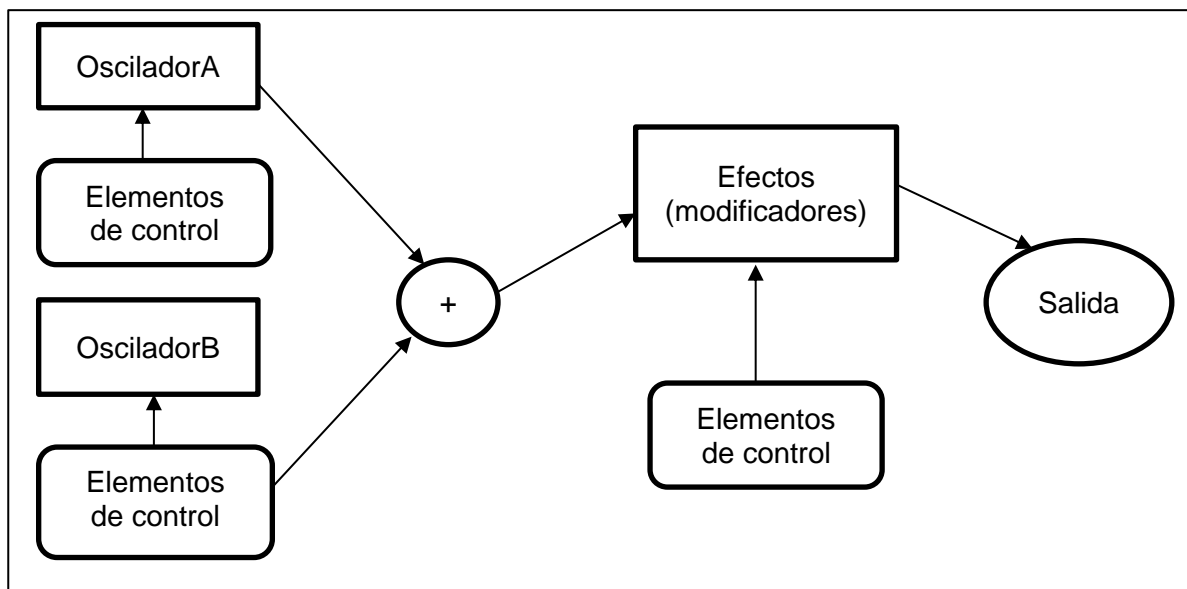 OsciladorA
Elementos
de control
OsciladorB
Elementos
de control
+
Efectos
(modificadores)
Elementos
de control
Salida